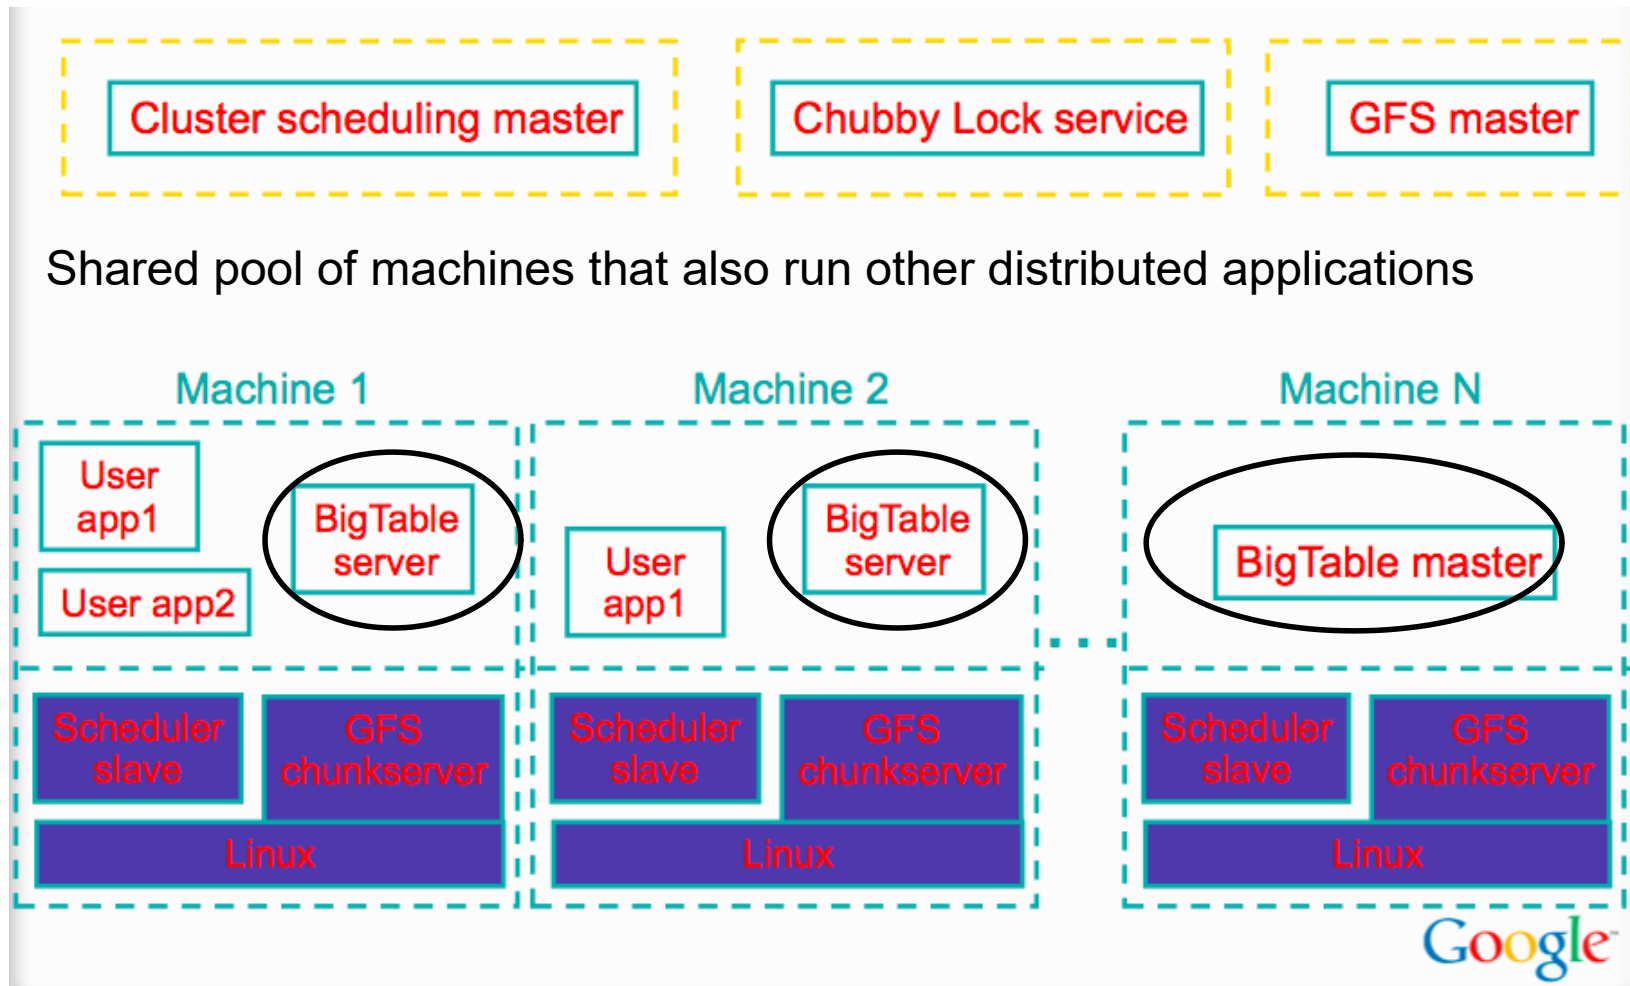 Cluster scheduling master
Chubby Lock service
GFS master
Shared pool of machines that also run other distributed applications
Machine 1
User
app1
User app2
BigTable
server
Scheduler
slave
GFS
chunkserver
Linux
Machine 2
User
app1
BigTable
server
Scheduler
slave
GFS
chunkserver
Linux
...
Machine N
BigTable master
Scheduler
slave
GFS
chunkserver
Linux
Google